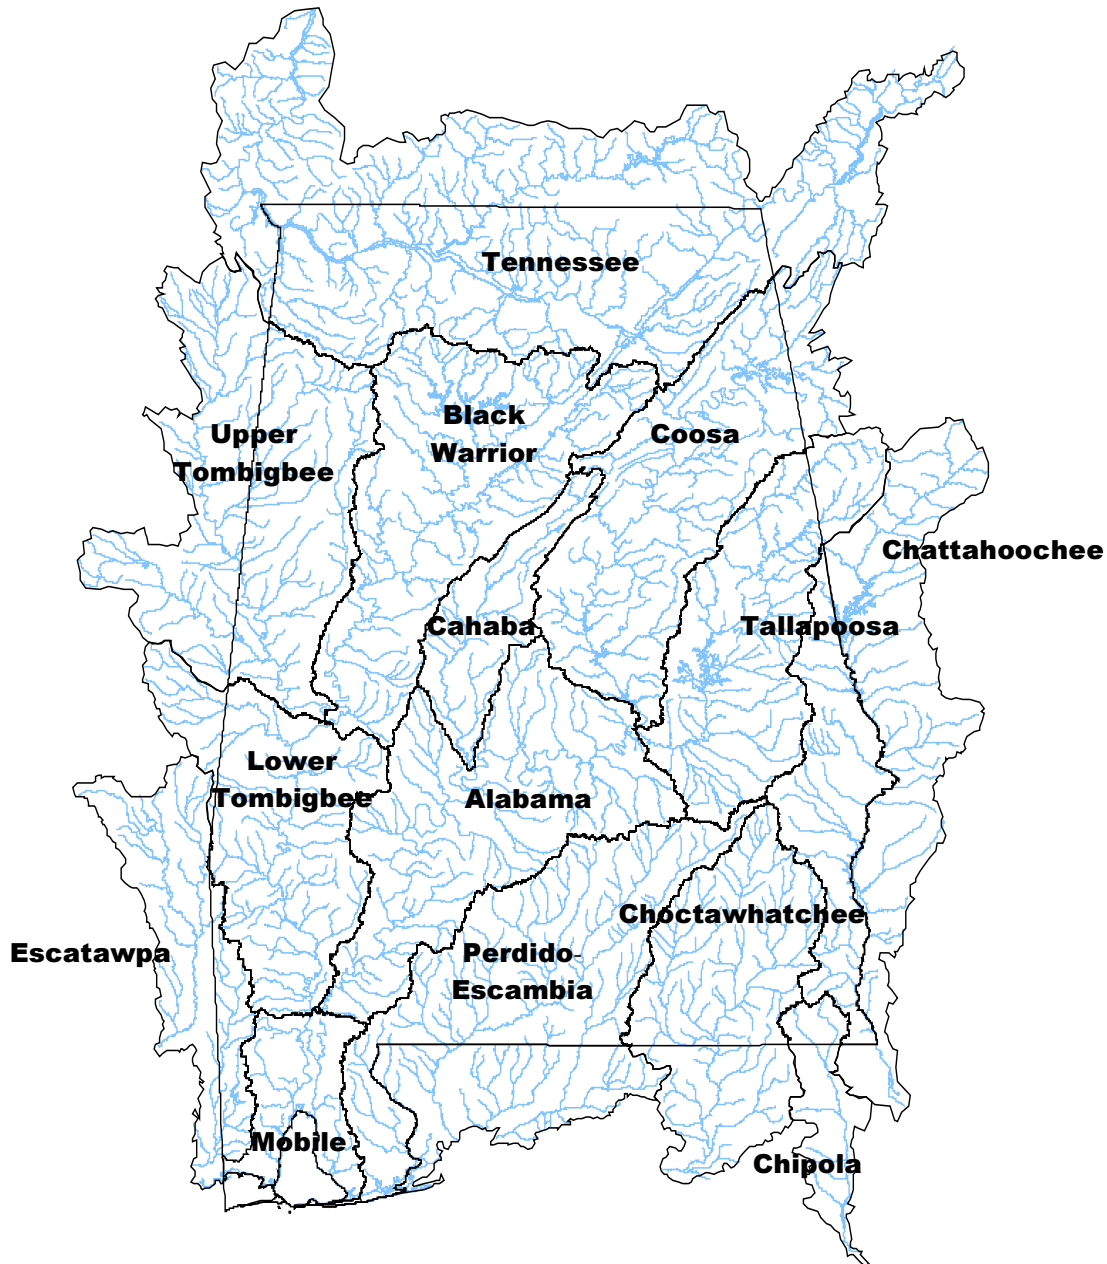 Tennessee
Black
Warrior
Upper
Tombigbee
Coosa
Chattahoochee
Cahaba
Tallapoosa
Lower
Tombigbee
Alabama
Choctawhatchee
Escatawpa
Perdido-
Escambia
Mobile
Chipola